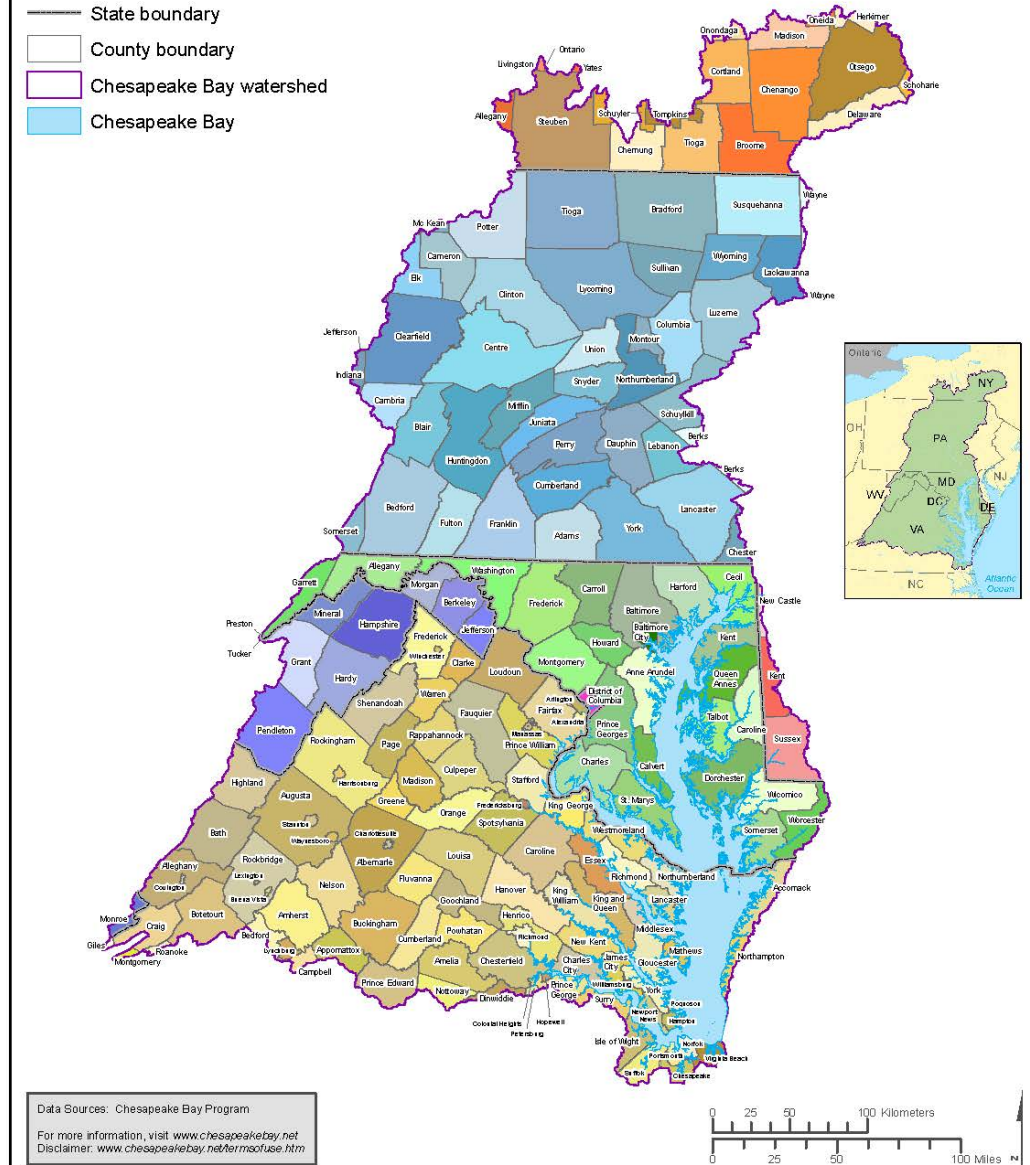 State boundary
County boundary
Chesapeake Bay watershed
Chesapeake Bay
Oneida
Herkimer
Onondaga
Madison
Ontario
Livingston
Yates
Cortland
Otsego
Chenango
Schoharie
Allegany
Steuben
Schuyler
Tompkins
Delaware
Chemung
Tioga
Broome
Wayne
Mc Kean
Potter
Tioga
Bradford
Susquehanna
Cameron
Elk
Sullivan
Wyoming
Lackawanna
Clinton
Lycoming
Wayne
Luzerne
Columbia
Jefferson
Clearfield
Centre
Union
Montour
Indiana
Snyder
Northumberland
Cambria
Mifflin
Juniata
Schuylkill
Blair
Perry
Dauphin
Berks
Lebanon
Huntingdon
Berks
Cumberland
Bedford
Fulton
Franklin
Adams
York
Lancaster
Somerset
Chester
Ontario
NY
OH
PA
NJ
MD
WV
DC
DE
VA
NC
Atlantic
Ocean
Garrett
Allegany
Washington
Cecil
Morgan
Carroll
Harford
New Castle
Berkeley
Frederick
Baltimore
Preston
Mineral
Hampshire
Jefferson
Baltimore
City
Kent
Tucker
Frederick
Winchester
Howard
Grant
Clarke
Loudoun
Montgomery
Anne Arundel
Queen
Annes
Kent
Hardy
Warren
Arlington
District of
Columbia
Shenandoah
Fairfax
Alexandria
Talbot
Fauquier
Prince
Georges
Caroline
Pendleton
Rockingham
Page
Rappahannock
Manassas
Prince William
Sussex
Charles
Calvert
Dorchester
Highland
Harrisonburg
Madison
Culpeper
Stafford
Wicomico
Augusta
Greene
Fredericksburg
King George
St. Marys
Orange
Spotsylvania
Worcester
Staunton
Waynesboro
Charlottesville
Westmoreland
Somerset
Bath
Albemarle
Louisa
Caroline
Essex
Rockbridge
Richmond
Northumberland
Alleghany
Lexington
Nelson
Fluvanna
Hanover
King
William
Accomack
Covington
Buena Vista
Goochland
King and
Queen
Lancaster
Botetourt
Amherst
Buckingham
Henrico
Monroe
Craig
Cumberland
Powhatan
Richmond
New Kent
Middlesex
Giles
Roanoke
Bedford
Lynchburg
Appomattox
Mathews
Northampton
Montgomery
Campbell
Amelia
Chesterfield
Charles
City
James
City
Gloucester
Prince Edward
Nottoway
Dinwiddie
Prince
George
Williamsburg
York
Surry
Poquoson
Colonial Heights
Hopewell
Newport
News
Hampton
Petersburg
Isle of Wight
Norfolk
Portsmouth
Virginia Beach
Suffolk
Chesapeake
Data Sources: Chesapeake Bay Program
For more information, visit www.chesapeakebay.net
Disclaimer: www.chesapeakebay.net/termsofuse.htm
0 25 50 100 Kilometers
0 25 50 100 Miles
N